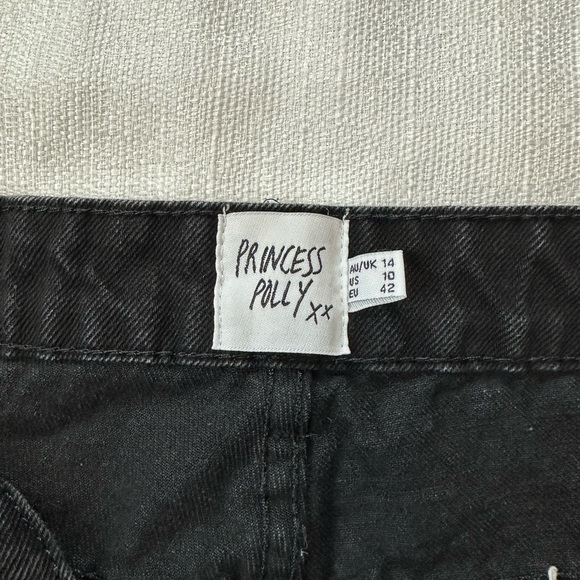 PRINCESS
POLLY xx
AU/UK 14
US 10
EU 42